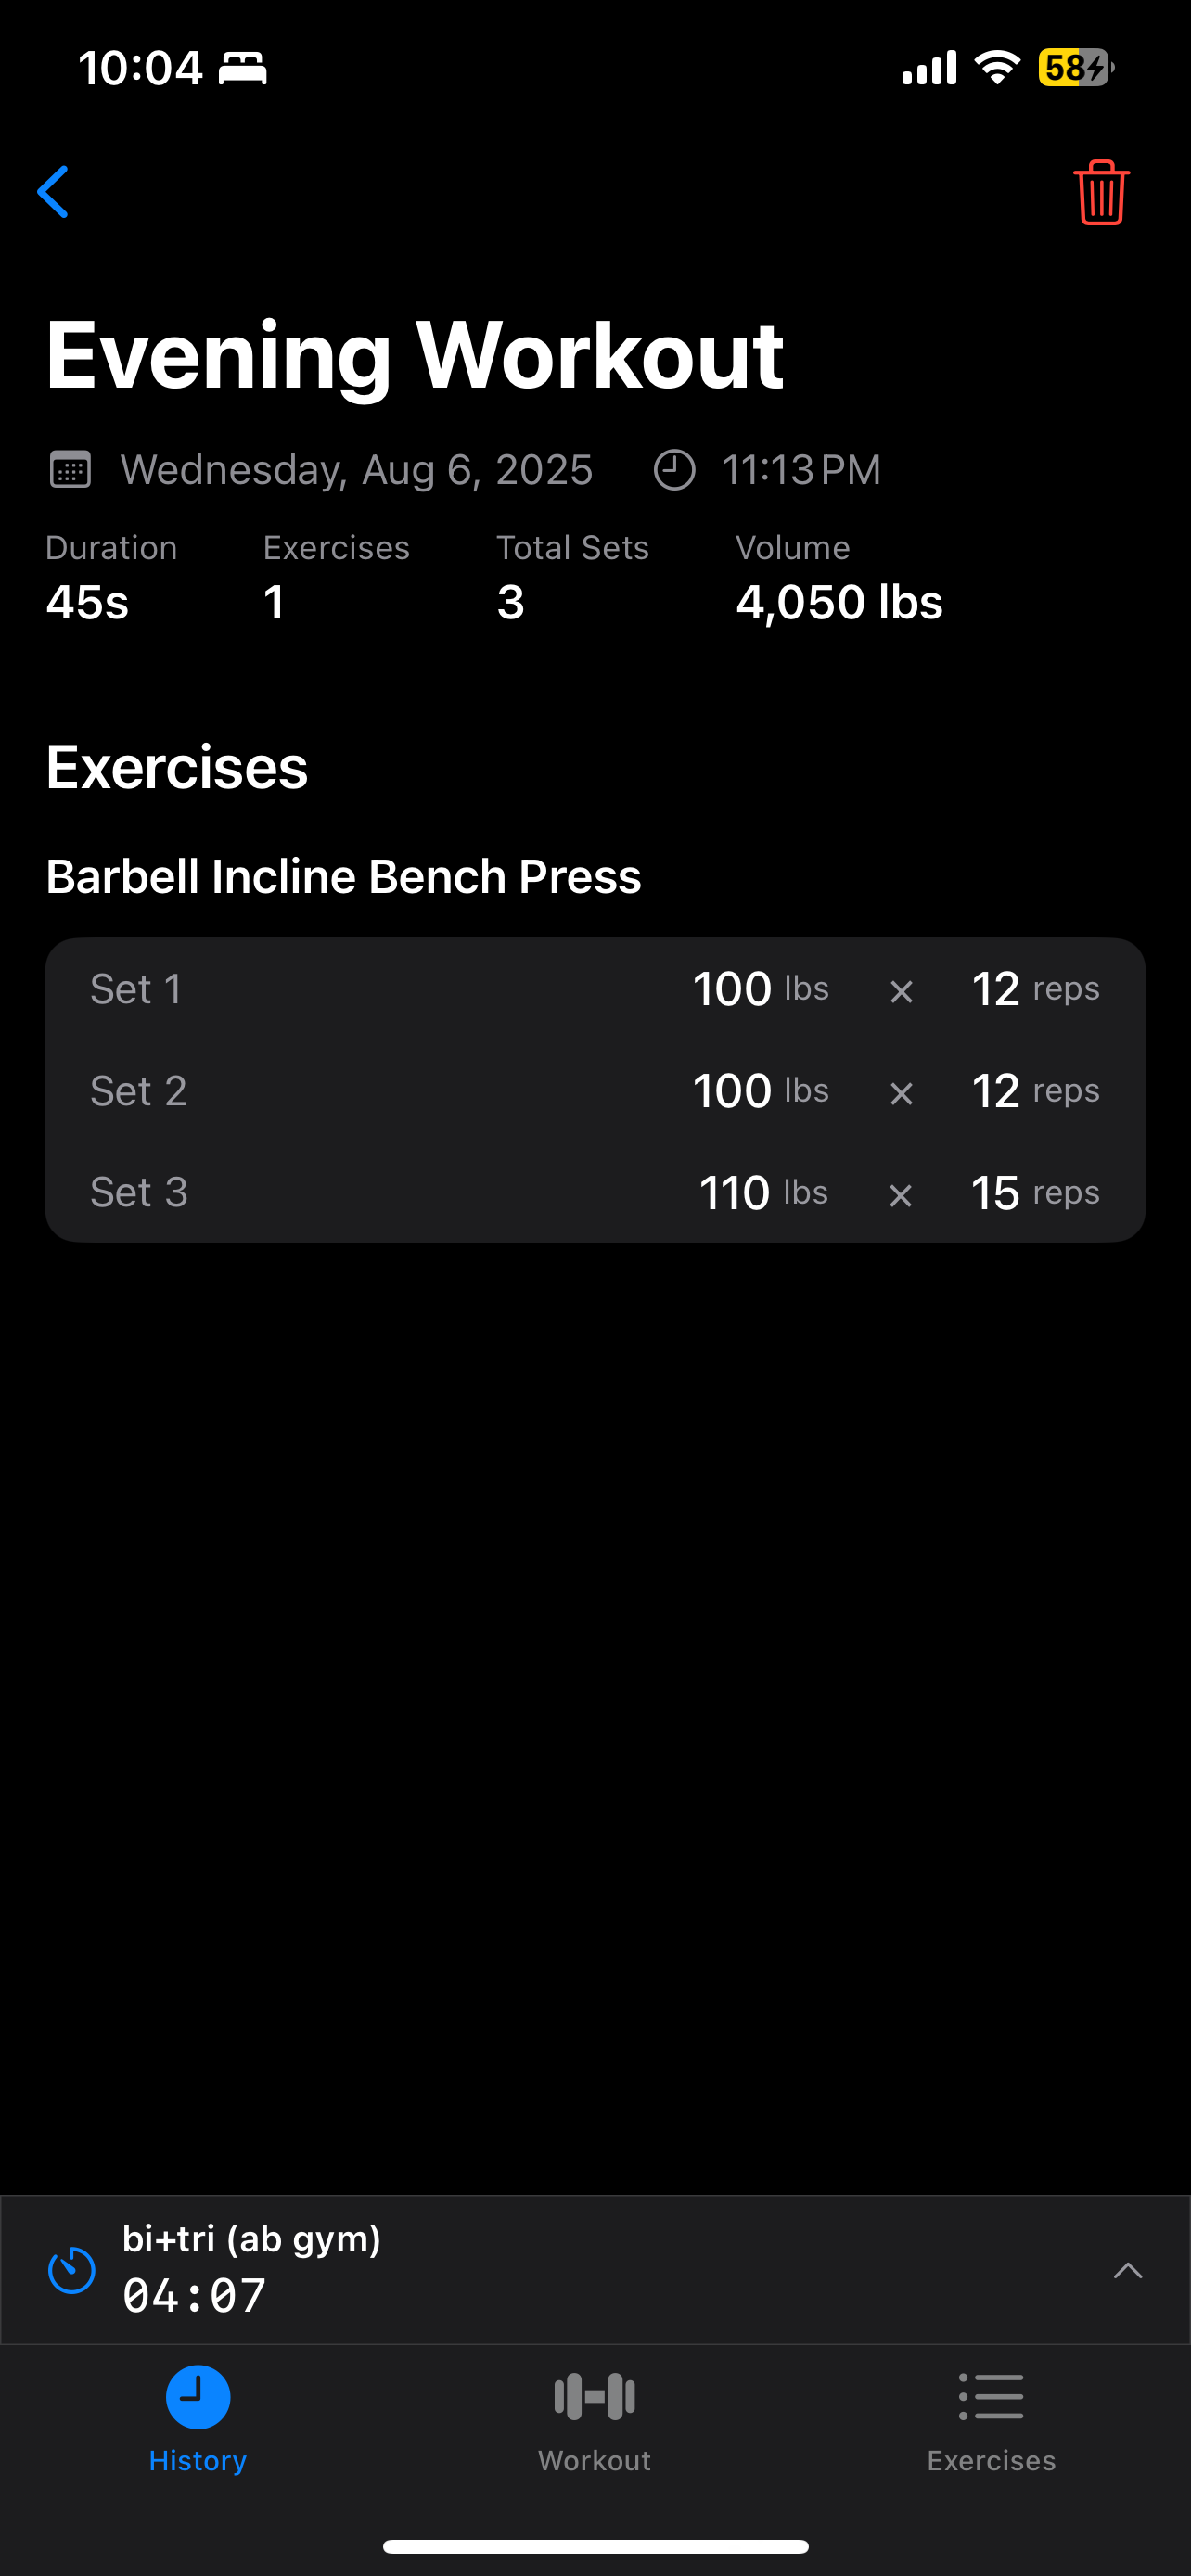 10:04
58
Evening Workout
Wednesday, Aug 6, 2025 11:13 PM
Duration Exercises Total Sets Volume
45s 1 3 4,050 lbs
Exercises
Barbell Incline Bench Press
Set 1 100 lbs × 12 reps
Set 2 100 lbs × 12 reps
Set 3 110 lbs × 15 reps
bi+tri (ab gym)
04:07
History Workout Exercises